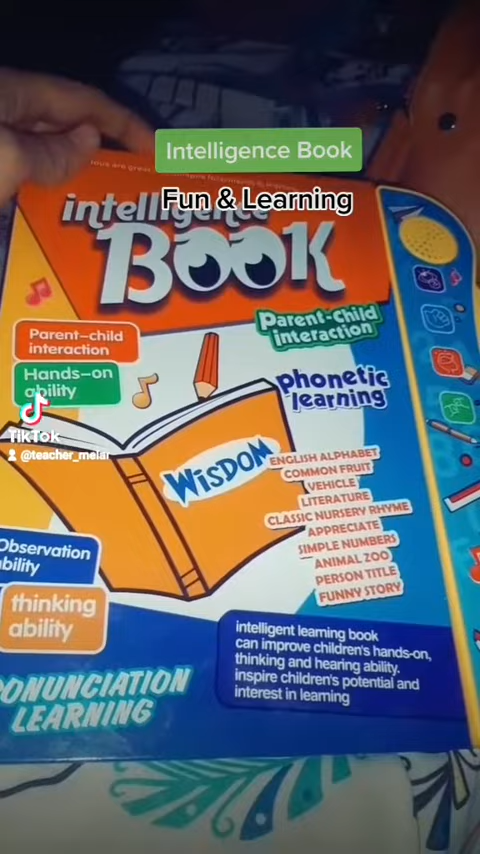 Intelligence Book
Fun & Learning
intelligence
BOOK
Parent-child
interaction
Parent-Child
interaction
Hands-on
ability
phonetic
learning
TikTok
WISDOM
ENGLISH ALPHABET
COMMON FRUIT
VEHICLE
LITERATURE
CLASSIC NURSERY RHYME
APPRECIATE
SIMPLE NUMBERS
ANIMAL ZOO
PERSON TITLE
FUNNY STORY
Observation
bility
thinking
ability
intelligent learning book
can improve children's hands-on,
thinking and hearing ability.
inspire children's potential and
interest in learning
ONUNCIATION
LEARNING